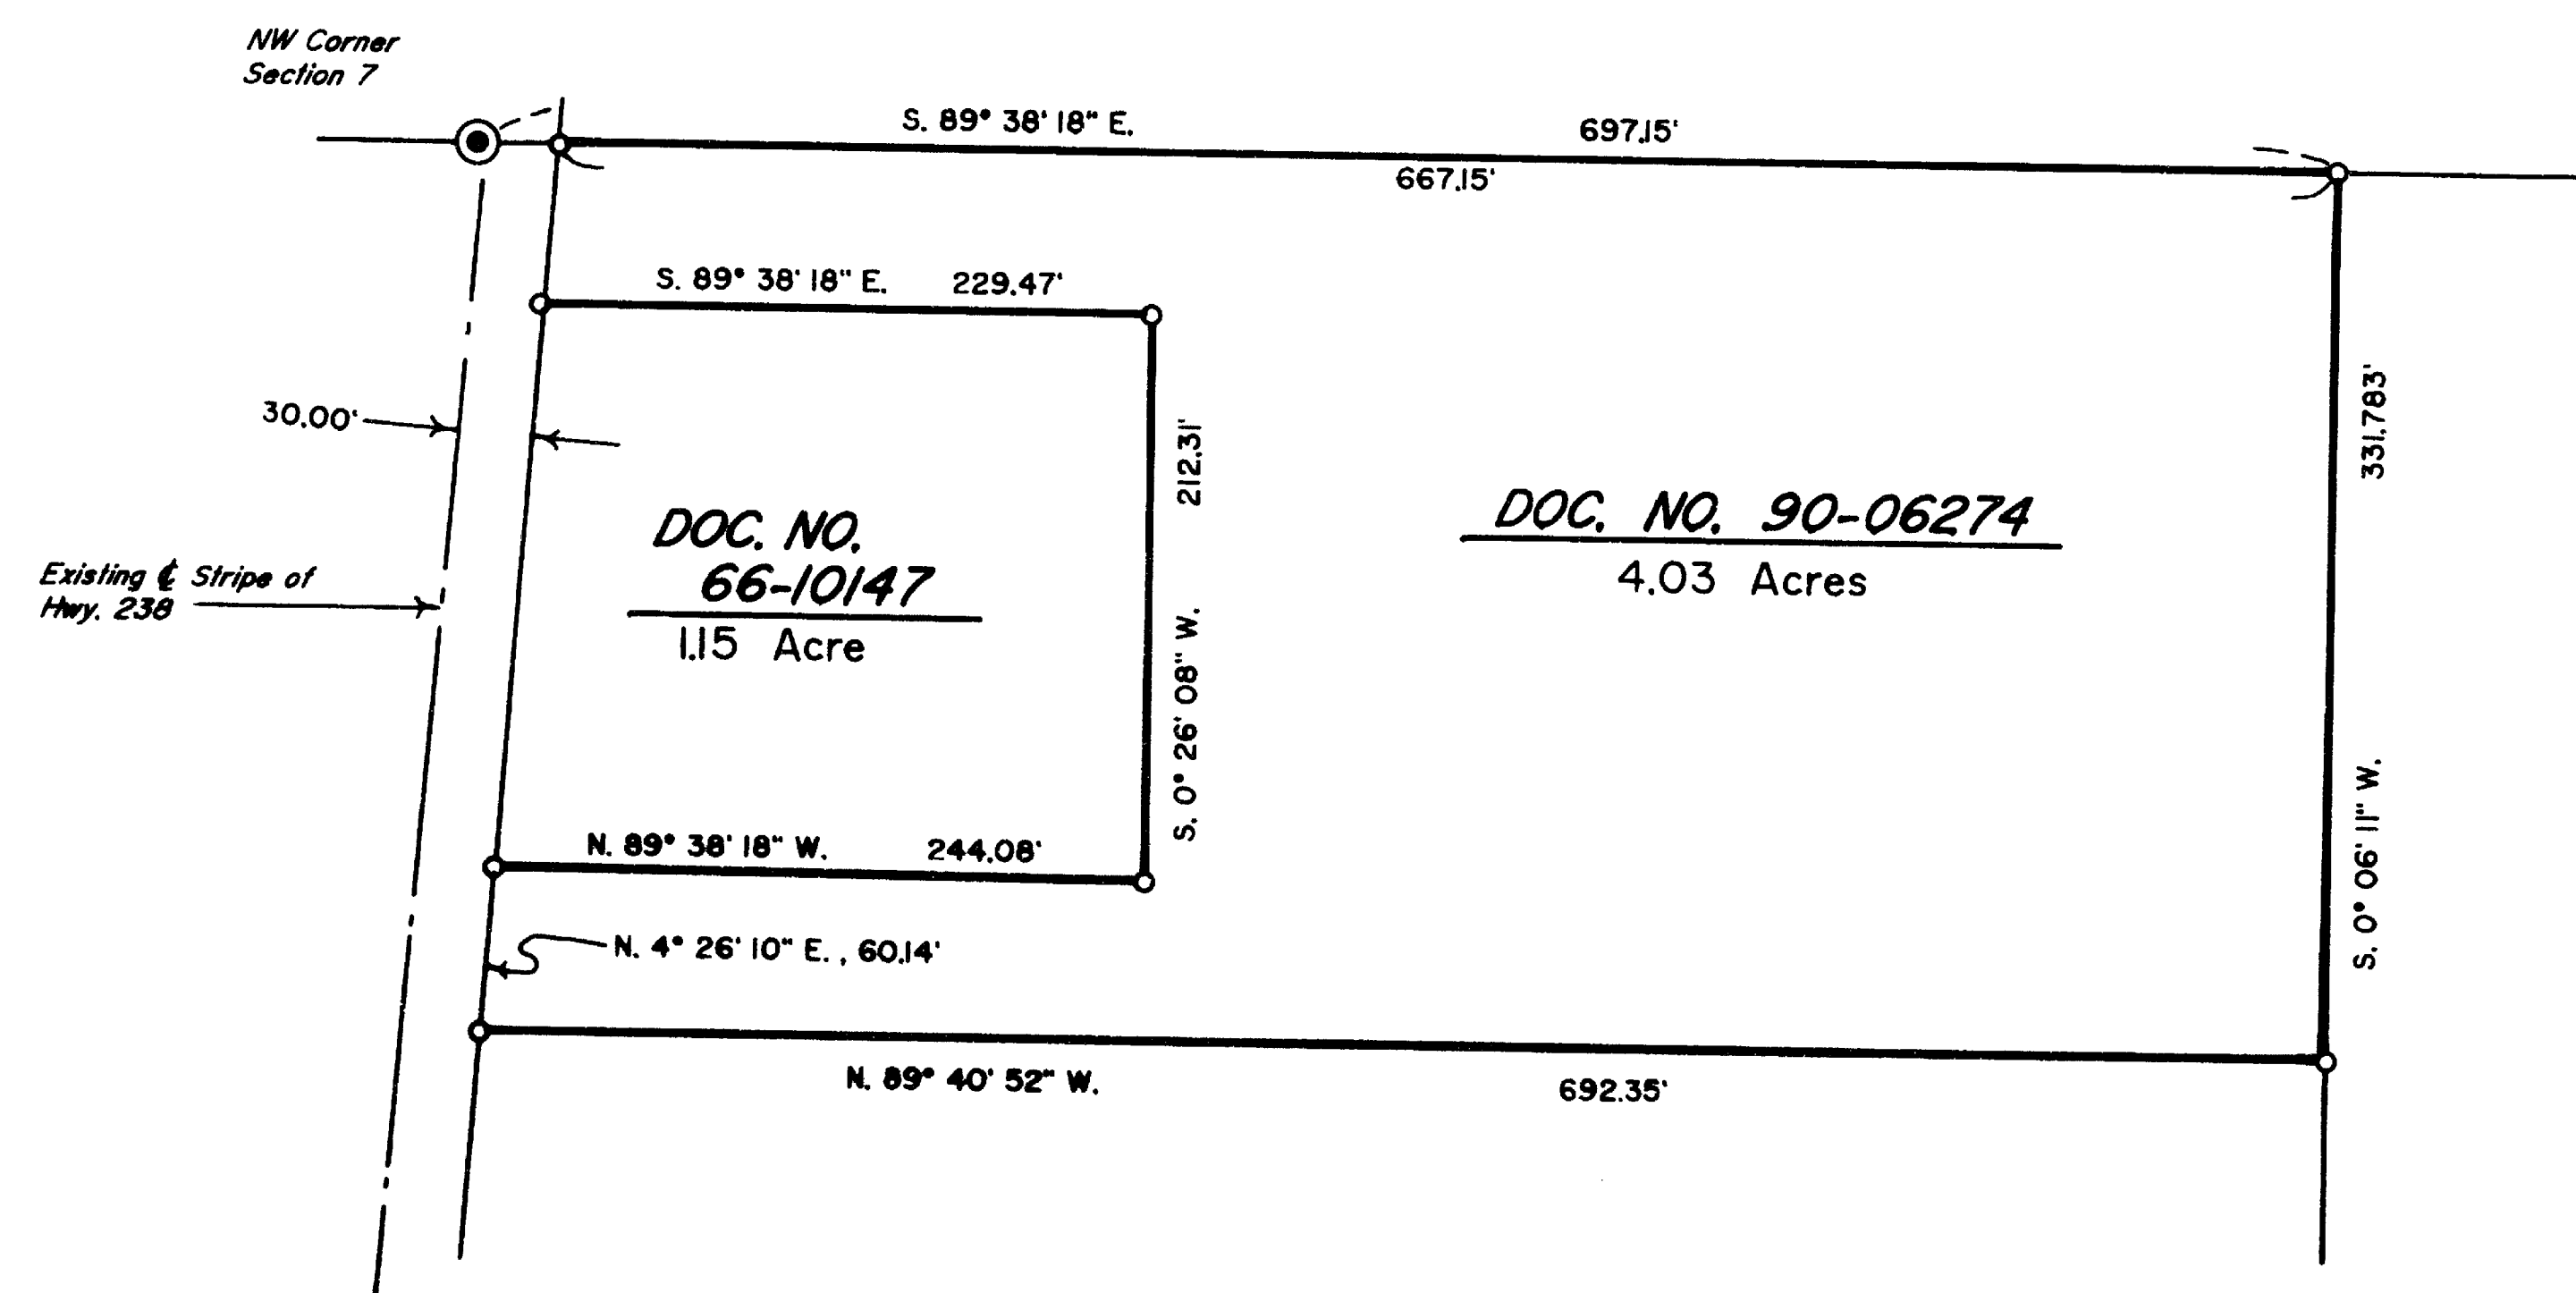 NW Corner
Section 7
S. 89° 38' 18" E.
697.15'
667.15'
S. 89° 38' 18" E.
229.47'
30.00'
331.783'
212.31'
DOC. NO.
66-10147
1.15 Acre
DOC. NO. 90-06274
4.03 Acres
Existing ℄ Stripe of
Hwy. 238
S. 0° 26' 08" W.
S. 0° 06' 11" W.
N. 89° 38' 18" W.
244.08'
N. 4° 26' 10" E. , 60.14'
N. 89° 40' 52" W.
692.35'